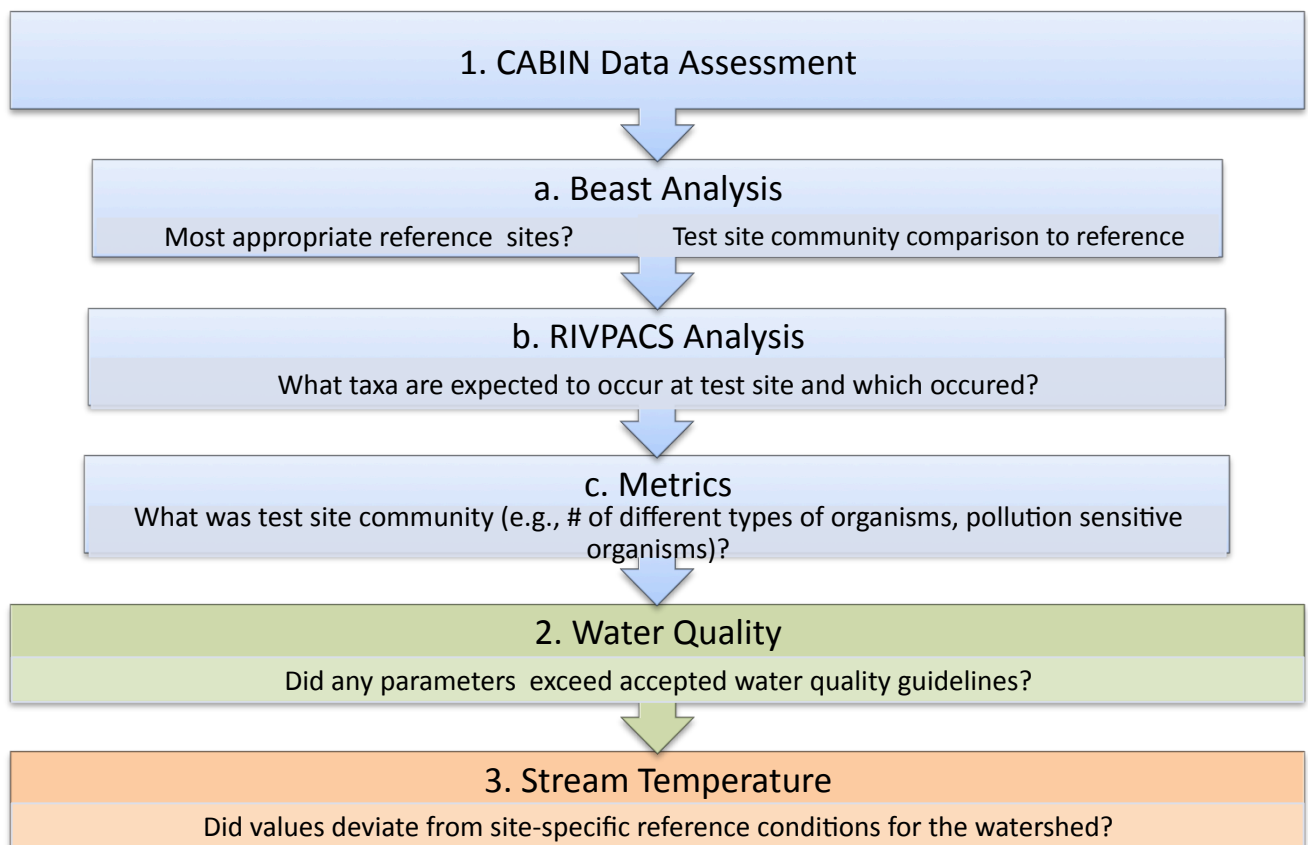 1. CABIN Data Assessment
a. Beast Analysis
Most appropriate reference  sites? Test site community comparison to reference
b. RIVPACS Analysis
What taxa are expected to occur at test site and which occured?
c. Metrics
What was test site community (e.g., # of different types of organisms, pollution sensitive
organisms)?
2. Water Quality
Did any parameters  exceed accepted water quality guidelines?
3. Stream Temperature
Did values deviate from site-specific reference conditions for the watershed?